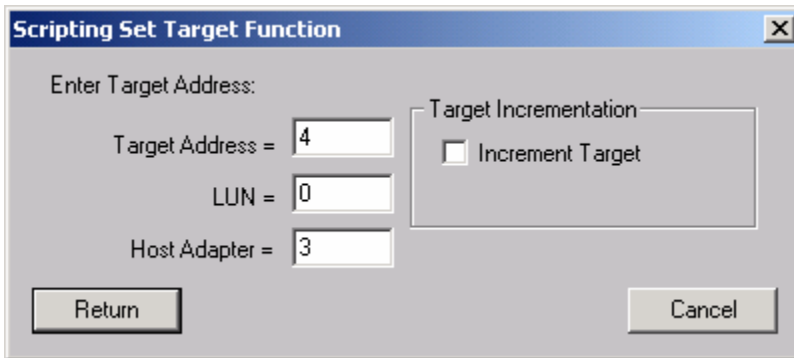 Scripting Set Target Function
Enter Target Address:
Target Address = 4
LUN = 0
Host Adapter = 3
Target Incrementation
Increment Target
Return
Cancel